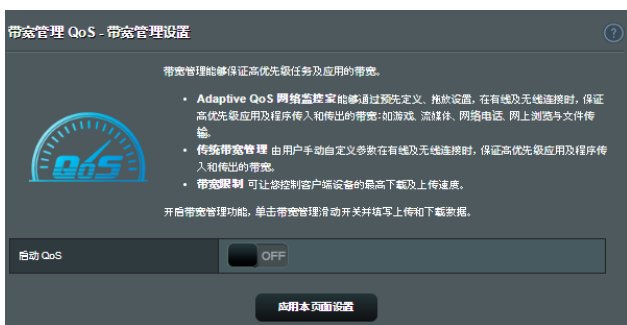 带宽管理 QoS - 带宽管理设置
?
带宽管理能够保证高优先级任务及应用的带宽。
QoS
• Adaptive QoS 网络监控家能够通过预先定义、拖放设置，在有线及无线连接时，保证
高优先级应用及程序传入和传出的带宽:如游戏、流媒体、网络电话、网上浏览与文件传
输。
• 传统带宽管理 由用户手动自定义参数在有线及无线连接时，保证高优先级应用及程序传
入和传出的带宽。
• 带宽限制 可让您控制客户端设备的最高下载及上传速度。
开启带宽管理功能, 单击带宽管理滑动开关并填写上传和下载数据。
启动 QoS
OFF
应用本页面设置